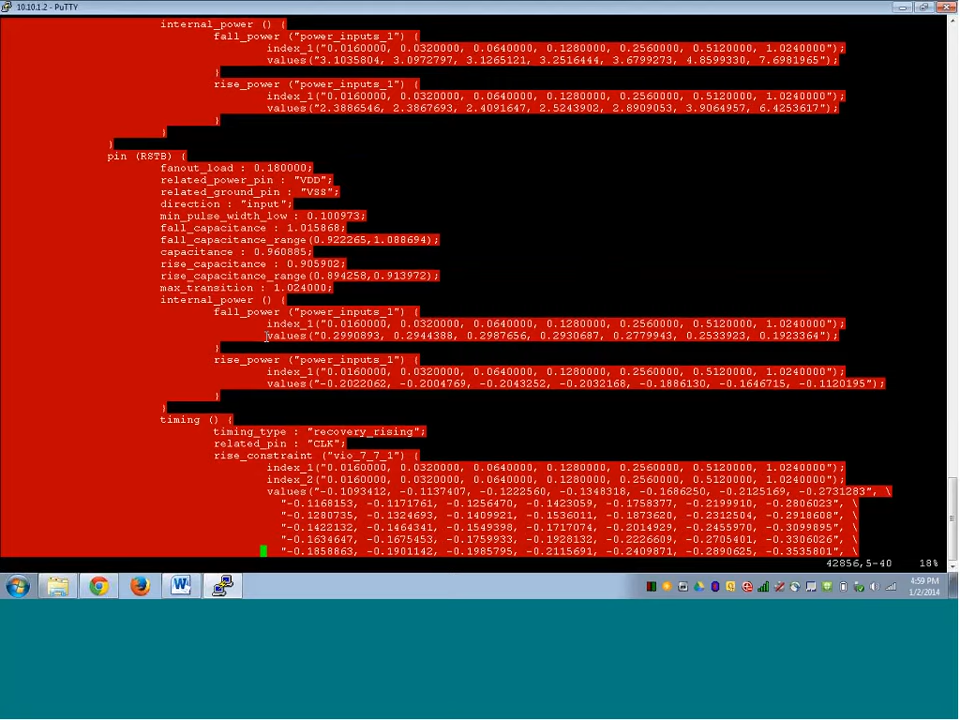 10.10.1.2 - PuTTY
internal_power () {
fall_power ("power_inputs_1") {
index_1("0.0160000, 0.0320000, 0.0640000, 0.1280000, 0.2560000, 0.5120000, 1.0240000");
values("3.1035804, 3.0972797, 3.1265121, 3.2516444, 3.6799273, 4.8599330, 7.6981965");
}
rise_power ("power_inputs_1") {
index_1("0.0160000, 0.0320000, 0.0640000, 0.1280000, 0.2560000, 0.5120000, 1.0240000");
values("2.3886546, 2.3867693, 2.4091647, 2.5243902, 2.8909053, 3.9064957, 6.4253617");
}
}
}
pin (RSTB) {
fanout_load : 0.180000;
related_power_pin : "VDD";
related_ground_pin : "VSS";
direction : "input";
min_pulse_width_low : 0.100973;
fall_capacitance : 1.015868;
fall_capacitance_range(0.922265,1.088694);
capacitance : 0.960885;
rise_capacitance : 0.905902;
rise_capacitance_range(0.894258,0.913972);
max_transition : 1.024000;
internal_power () {
fall_power ("power_inputs_1") {
index_1("0.0160000, 0.0320000, 0.0640000, 0.1280000, 0.2560000, 0.5120000, 1.0240000");
values("0.2990893, 0.2944388, 0.2987656, 0.2930687, 0.2779943, 0.2533923, 0.1923364");
}
rise_power ("power_inputs_1") {
index_1("0.0160000, 0.0320000, 0.0640000, 0.1280000, 0.2560000, 0.5120000, 1.0240000");
values("-0.2022062, -0.2004769, -0.2043252, -0.2032168, -0.1886130, -0.1646715, -0.1120195");
}
}
timing () {
timing_type : "recovery_rising";
related_pin : "CLK";
rise_constraint ("vio_7_7_1") {
index_1("0.0160000, 0.0320000, 0.0640000, 0.1280000, 0.2560000, 0.5120000, 1.0240000");
index_2("0.0160000, 0.0320000, 0.0640000, 0.1280000, 0.2560000, 0.5120000, 1.0240000");
values("-0.1093412, -0.1137407, -0.1222560, -0.1348318, -0.1686250, -0.2125169, -0.2731283", \
"-0.1168153, -0.1171761, -0.1256470, -0.1423059, -0.1758377, -0.2199910, -0.2806023", \
"-0.1280735, -0.1324693, -0.1409921, -0.1536011, -0.1873620, -0.2312504, -0.2918608", \
"-0.1422132, -0.1464341, -0.1549398, -0.1717074, -0.2014929, -0.2455970, -0.3099895", \
"-0.1634647, -0.1675453, -0.1759933, -0.1928132, -0.2226609, -0.2705401, -0.3306026", \
"-0.1858863, -0.1901142, -0.1985795, -0.2115691, -0.2409871, -0.2890625, -0.3535801", \
42856,5-40 18%
4:59 PM
1/2/2014